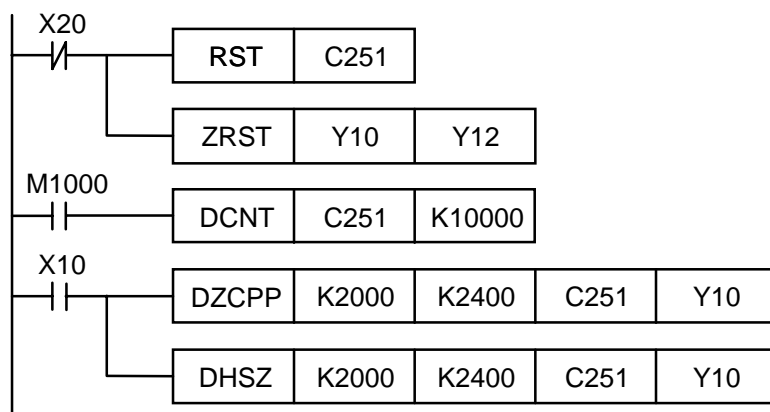 X20
RST C251
ZRST Y10 Y12
M1000
DCNT C251 K10000
X10
DZCPP K2000 K2400 C251 Y10
DHSZ K2000 K2400 C251 Y10